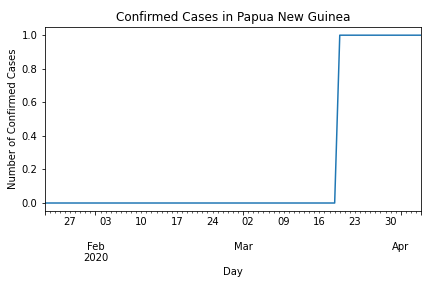 Confirmed Cases in Papua New Guinea
Number of Confirmed Cases
1.0
0.8
0.6
0.4
0.2
0.0
27 03 10 17 24 02 09 16 23 30
Feb Mar Apr
2020
Day